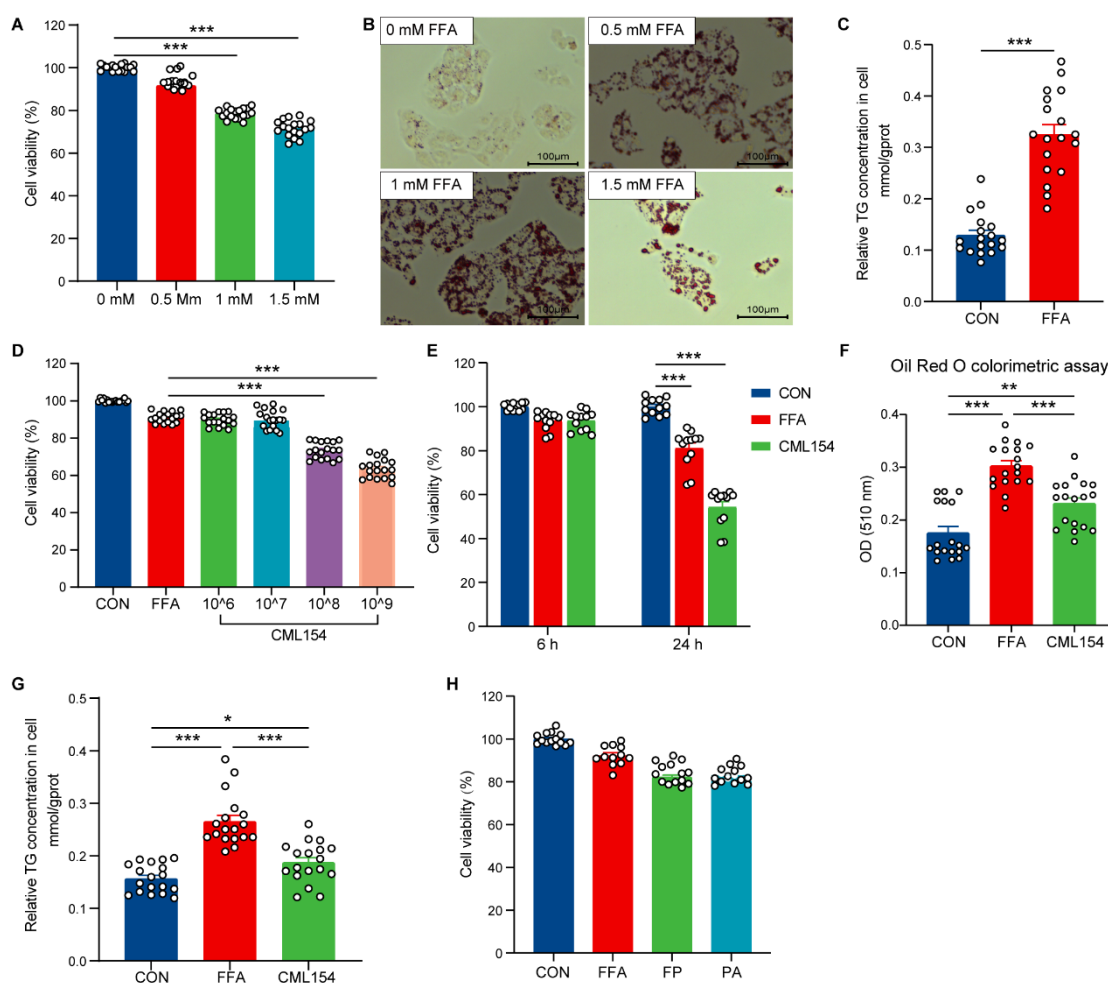 A
Cell viability (%)
120
100
80
60
40
20
0
***
***
0 mM
0.5 Mm
1 mM
1.5 mM
B
0 mM FFA
0.5 mM FFA
100μm
100μm
1 mM FFA
1.5 mM FFA
100μm
100μm
C
Relative TG concentration in cell
mmol/gprot
0.5
0.4
0.3
0.2
0.1
0.0
***
CON
FFA
D
Cell viability (%)
120
100
80
60
40
20
0
***
***
CON
FFA
10^6
10^7
10^8
10^9
CML154
E
Cell viability (%)
120
100
80
60
40
20
0
***
***
6 h
24 h
CON
FFA
CML154
F
Oil Red O colorimetric assay
OD (510 nm)
0.4
0.3
0.2
0.1
**
***
***
CON
FFA
CML154
G
Relative TG concentration in cell
mmol/gprot
0.5
0.4
0.3
0.2
0.1
0.0
*
***
***
CON
FFA
CML154
H
Cell viability (%)
120
100
80
60
40
20
0
CON
FFA
FP
PA